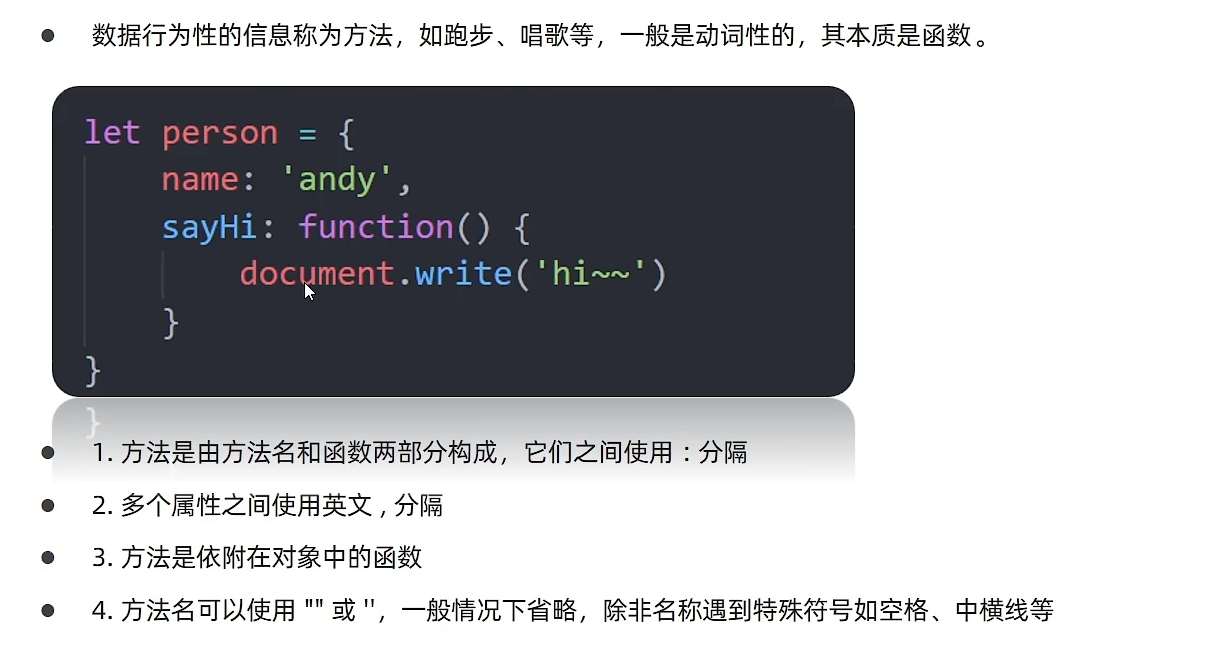 数据行为性的信息称为方法，如跑步、唱歌等，一般是动词性的，其本质是函数。
let person = {
    name: 'andy',
    sayHi: function() {
        document.write('hi~~')
    }
}
1. 方法是由方法名和函数两部分构成，它们之间使用 : 分隔
2. 多个属性之间使用英文 , 分隔
3. 方法是依附在对象中的函数
4. 方法名可以使用 "" 或 ''，一般情况下省略，除非名称遇到特殊符号如空格、中横线等